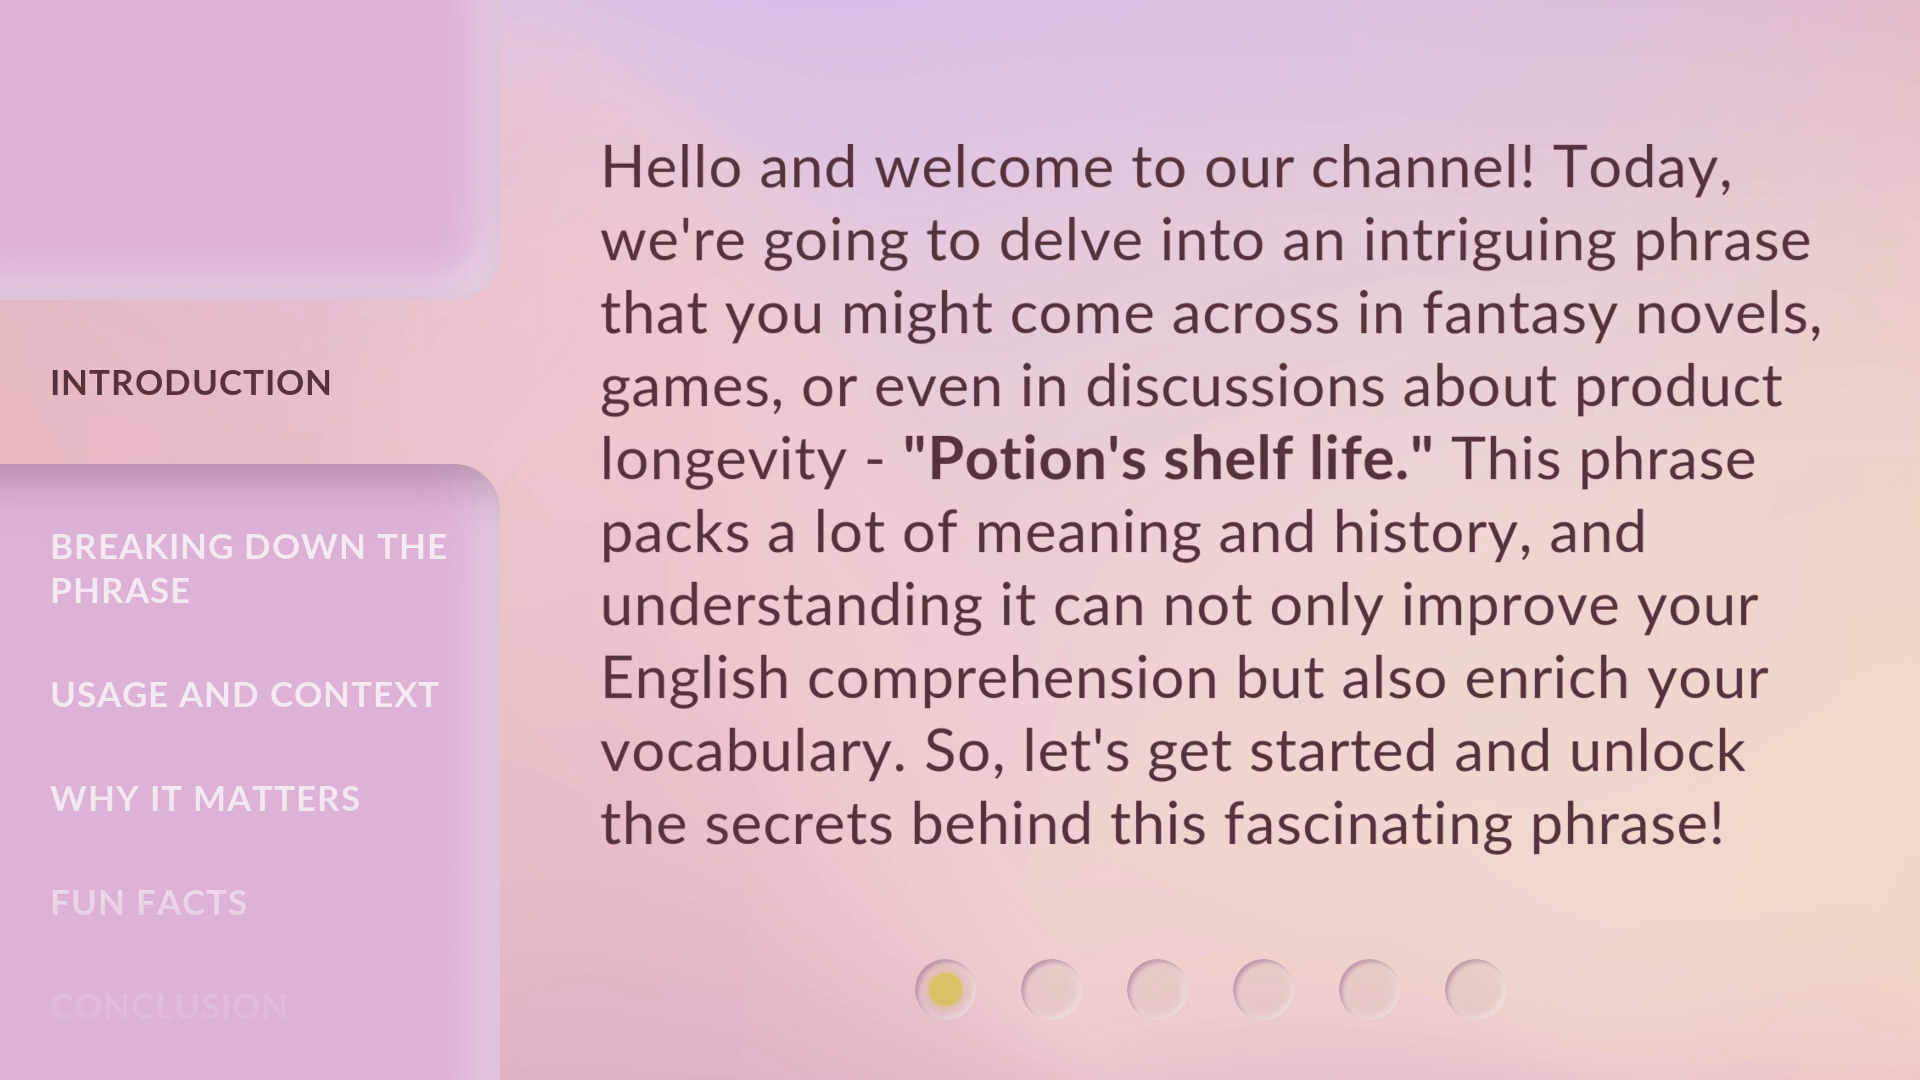 INTRODUCTION
BREAKING DOWN THE
PHRASE
USAGE AND CONTEXT
WHY IT MATTERS
FUN FACTS
CONCLUSION
Hello and welcome to our channel! Today,
we're going to delve into an intriguing phrase
that you might come across in fantasy novels,
games, or even in discussions about product
longevity - "Potion's shelf life." This phrase
packs a lot of meaning and history, and
understanding it can not only improve your
English comprehension but also enrich your
vocabulary. So, let's get started and unlock
the secrets behind this fascinating phrase!